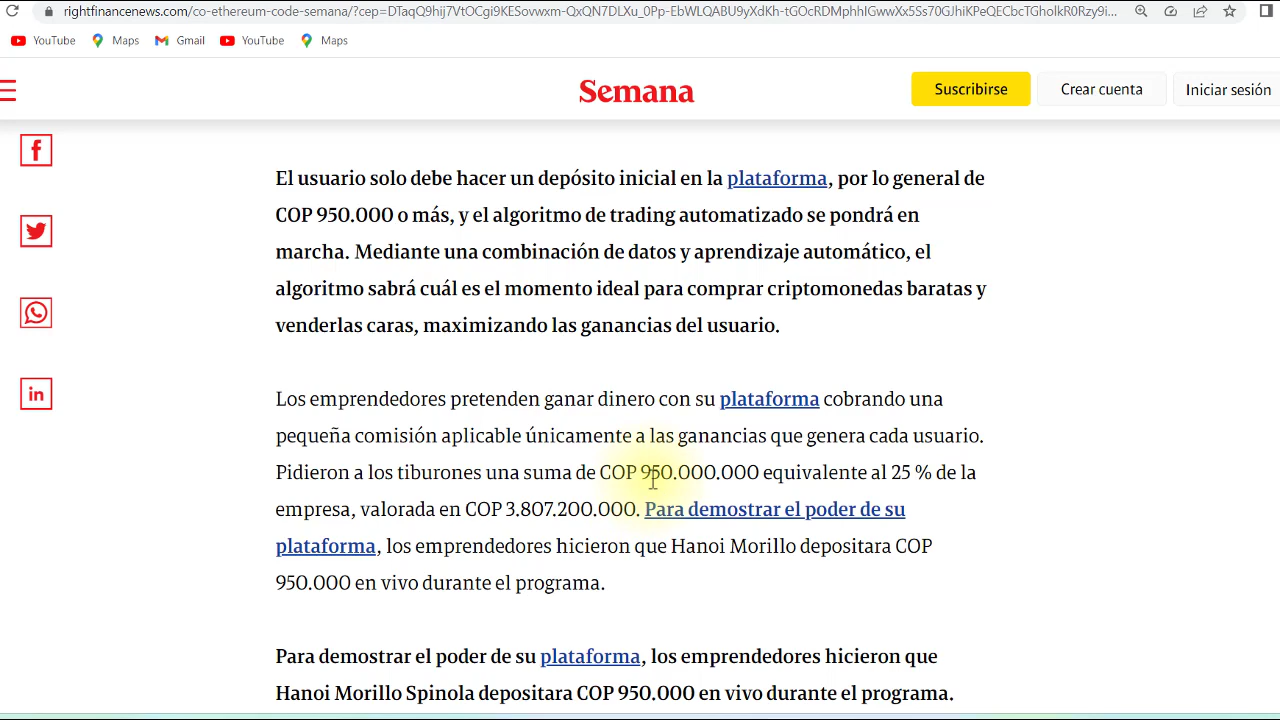 rightfinancenews.com/co-ethereum-code-semana/?cep=DTaqQ9hij7VtOCgi9KESovwxm-QxQN7DLXu_0Pp-EbWLQABU9yXdKh-tGOcRDMphhIGwwXx5Ss70GJhiKPeQECbcTGholkR0Rzy9i...
YouTube Maps Gmail YouTube Maps
Semana
Suscribirse Crear cuenta Iniciar sesión
El usuario solo debe hacer un depósito inicial en la plataforma, por lo general de
COP 950.000 o más, y el algoritmo de trading automatizado se pondrá en
marcha. Mediante una combinación de datos y aprendizaje automático, el
algoritmo sabrá cuál es el momento ideal para comprar criptomonedas baratas y
venderlas caras, maximizando las ganancias del usuario.
Los emprendedores pretenden ganar dinero con su plataforma cobrando una
pequeña comisión aplicable únicamente a las ganancias que genera cada usuario.
Pidieron a los tiburones una suma de COP 950.000.000 equivalente al 25 % de la
empresa, valorada en COP 3.807.200.000. Para demostrar el poder de su
plataforma, los emprendedores hicieron que Hanoi Morillo depositara COP
950.000 en vivo durante el programa.
Para demostrar el poder de su plataforma, los emprendedores hicieron que
Hanoi Morillo Spinola depositara COP 950.000 en vivo durante el programa.